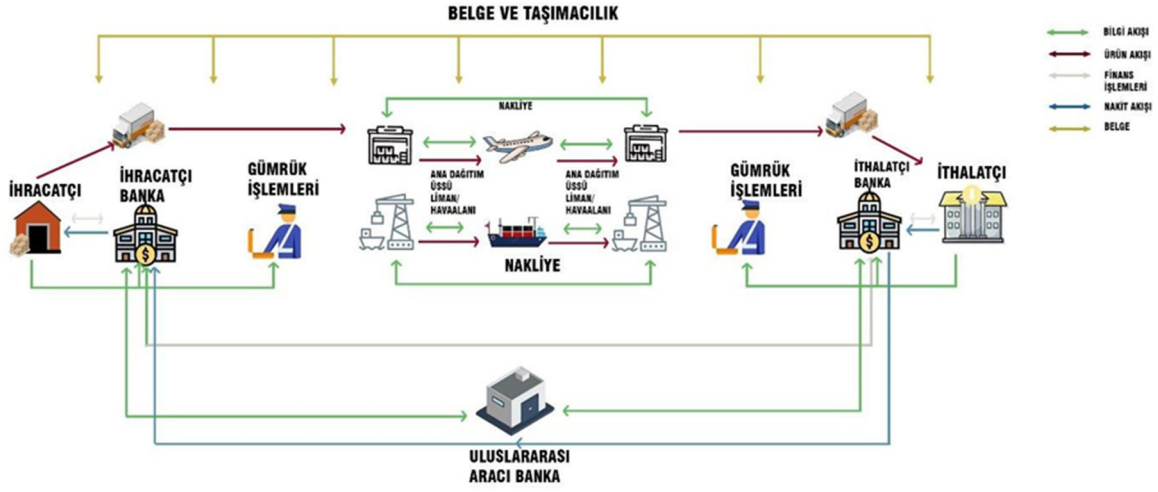 BELGE VE TAŞIMACILIK
BİLGİ AKIŞI
ÜRÜN AKIŞI
FİNANS
İŞLEMLERİ
NAKİT AKIŞI
BELGE
NAKLİYE
İHRACATÇI
İHRACATÇI
BANKA
GÜMRÜK
İŞLEMLERİ
ANA DAĞITIM
ÜSSÜ
LİMAN/
HAVAALANI
ANA DAĞITIM
ÜSSÜ
LİMAN/
HAVAALANI
NAKLİYE
GÜMRÜK
İŞLEMLERİ
İTHALATÇI
BANKA
İTHALATÇI
ULUSLARARASI
ARACI BANKA